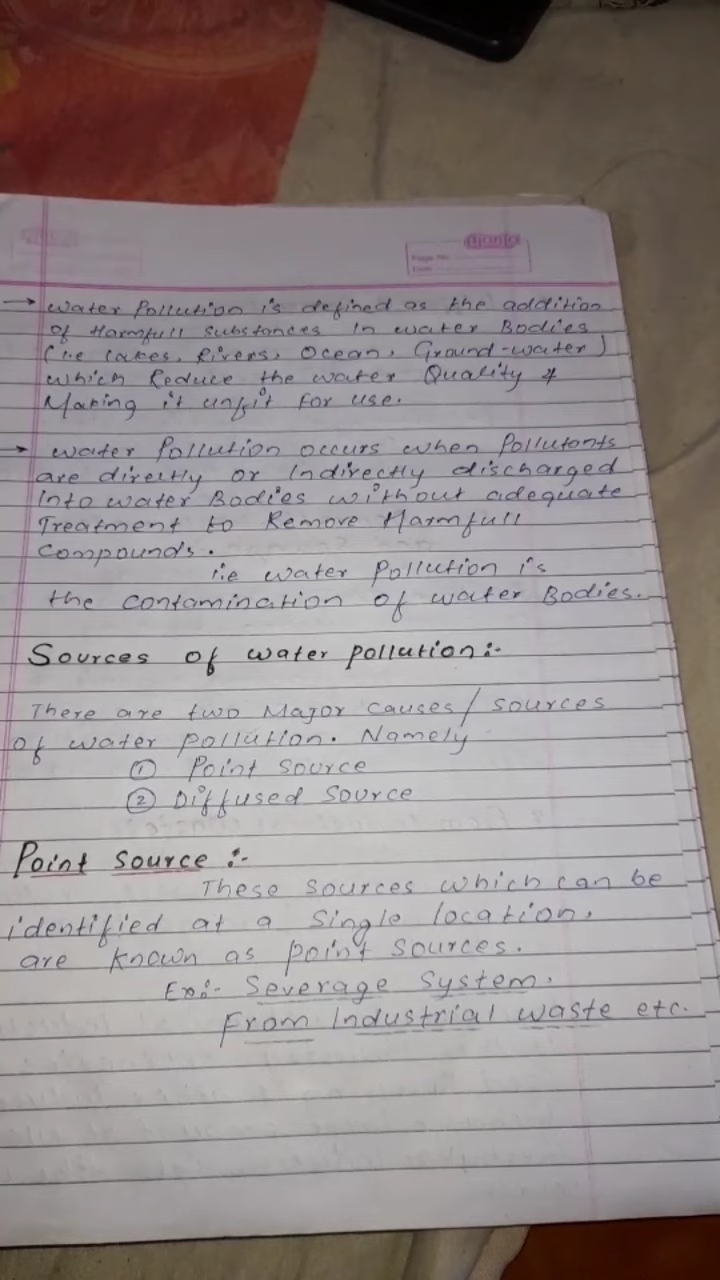 Page No.
Date
→ Water Pollution is defined as the addition
of Harmfull substances In water Bodies
(i.e Lakes, Rivers, Ocean, Ground-water)
which Reduce the water Quality &
Making it unfit for use.
→ Water Pollution occurs when Pollutants
are directly or Indirectly discharged
Into water Bodies without adequate
Treatment to Remove Harmfull
Compounds.
i.e water Pollution is
the contamination of water Bodies.
Sources of water pollution:-
There are two Major causes/sources
of water pollution. Namely
① Point Source
② Diffused Source
Point Source :-
These sources which can be
identified at a single location,
are known as point sources.
Ex:- Severage System.
From Industrial waste etc.